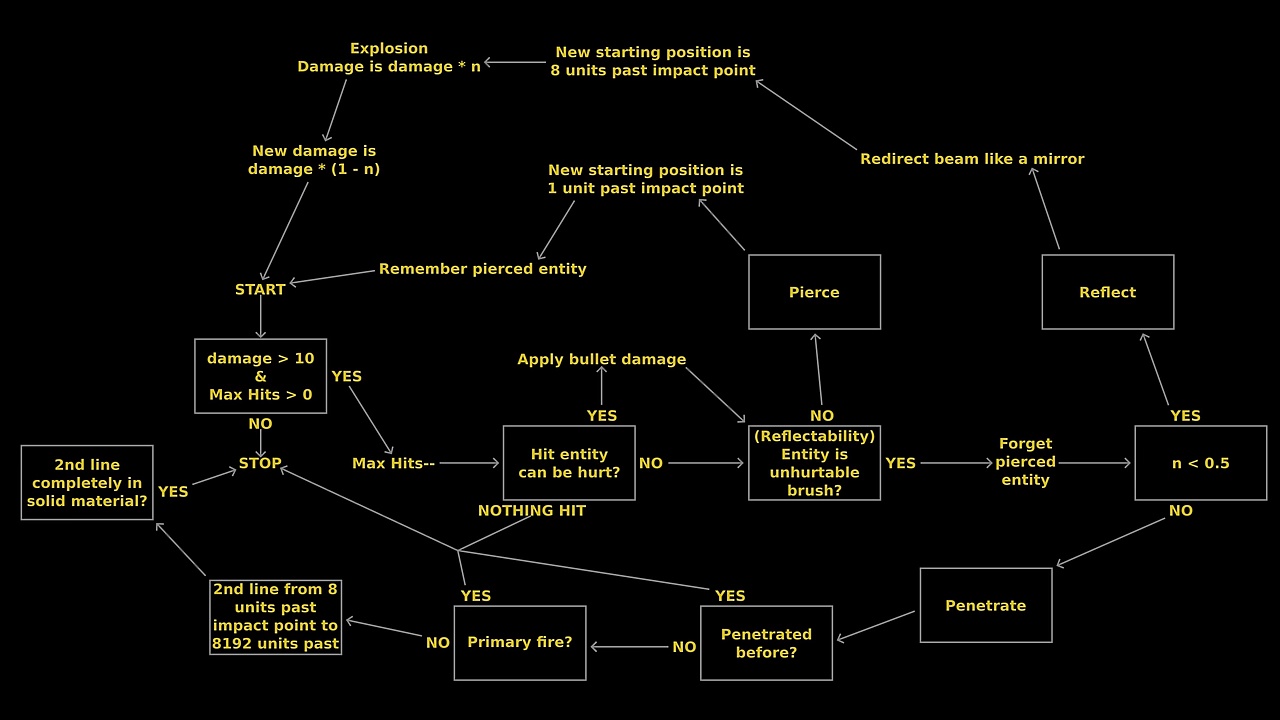 Explosion
Damage is damage * n
New starting position is
8 units past impact point
New damage is
damage * (1 - n)
New starting position is
1 unit past impact point
Redirect beam like a mirror
Remember pierced entity
START
Pierce
Reflect
damage > 10
&
Max Hits > 0
YES
NO
Apply bullet damage
YES
NO
YES
STOP
Max Hits--
Hit entity
can be hurt?
NO
(Reflectability)
Entity is
unhurtable
brush?
YES
Forget
pierced
entity
n < 0.5
NOTHING HIT
NO
2nd line
completely in
solid material?
YES
2nd line from 8
units past
impact point to
8192 units past
NO
YES
Primary fire?
NO
YES
Penetrated
before?
Penetrate